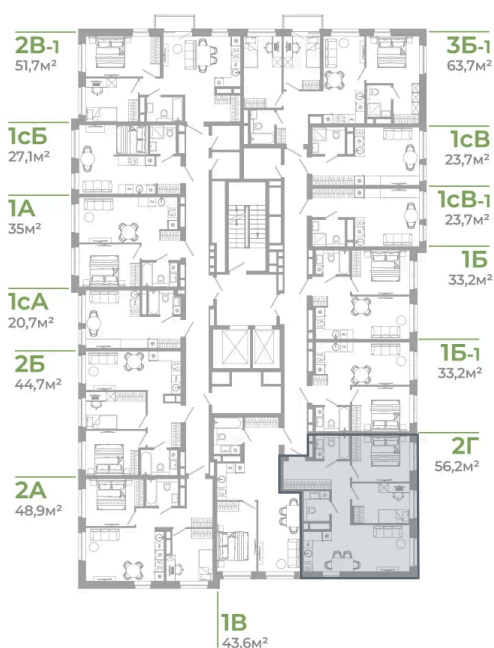 2В-1
51,7м²
3Б-1
63,7м²
1сБ
27,1м²
1сВ
23,7м²
1А
35м²
1сВ-1
23,7м²
1Б
33,2м²
1сА
20,7м²
2Б
44,7м²
1Б-1
33,2м²
2Г
56,2м²
2А
48,9м²
1В
43,6м²